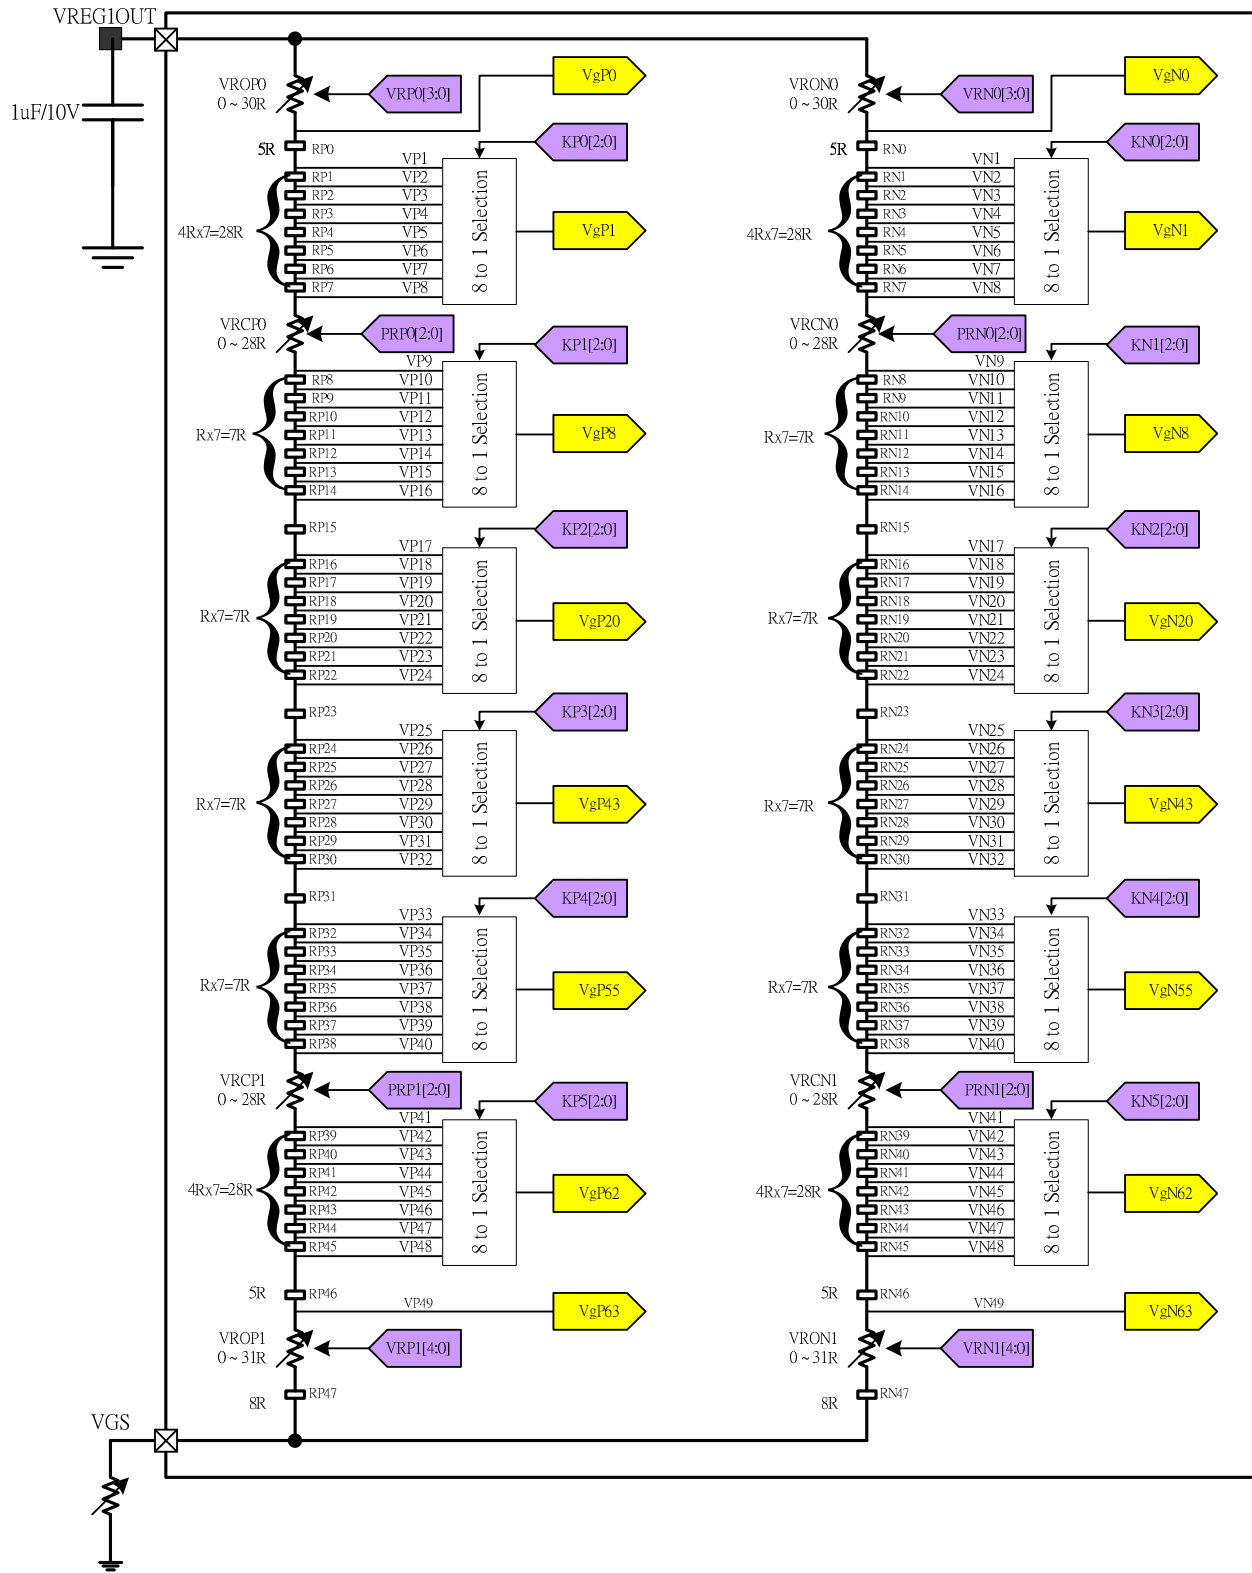 VREG1OUT
1uF/10V
VROP0
0 ~ 30R
VRP0[3:0]
VgP0
5R
RP0
KP0[2:0]
VP1
RP1
VP2
RP2
VP3
RP3
VP4
RP4
VP5
RP5
VP6
RP6
VP7
RP7
VP8
4Rx7=28R
8 to 1 Selection
VgP1
VRCP0
0 ~ 28R
PRP0[2:0]
KP1[2:0]
VP9
RP8
VP10
RP9
VP11
RP10
VP12
RP11
VP13
RP12
VP14
RP13
VP15
RP14
VP16
Rx7=7R
8 to 1 Selection
VgP8
RP15
KP2[2:0]
VP17
RP16
VP18
RP17
VP19
RP18
VP20
RP19
VP21
RP20
VP22
RP21
VP23
RP22
VP24
Rx7=7R
8 to 1 Selection
VgP20
RP23
KP3[2:0]
VP25
RP24
VP26
RP25
VP27
RP26
VP28
RP27
VP29
RP28
VP30
RP29
VP31
RP30
VP32
Rx7=7R
8 to 1 Selection
VgP43
RP31
KP4[2:0]
VP33
RP32
VP34
RP33
VP35
RP34
VP36
RP35
VP37
RP36
VP38
RP37
VP39
RP38
VP40
Rx7=7R
8 to 1 Selection
VgP55
VRCP1
0 ~ 28R
PRP1[2:0]
KP5[2:0]
VP41
RP39
VP42
RP40
VP43
RP41
VP44
RP42
VP45
RP43
VP46
RP44
VP47
RP45
VP48
4Rx7=28R
8 to 1 Selection
VgP62
5R
RP46
VP49
VgP63
VROP1
0 ~ 31R
VRP1[4:0]
8R
RP47
VRON0
0 ~ 30R
VRN0[3:0]
VgN0
5R
RN0
KN0[2:0]
VN1
RN1
VN2
RN2
VN3
RN3
VN4
RN4
VN5
RN5
VN6
RN6
VN7
RN7
VN8
4Rx7=28R
8 to 1 Selection
VgN1
VRCN0
0 ~ 28R
PRN0[2:0]
KN1[2:0]
VN9
RN8
VN10
RN9
VN11
RN10
VN12
RN11
VN13
RN12
VN14
RN13
VN15
RN14
VN16
Rx7=7R
8 to 1 Selection
VgN8
RN15
KN2[2:0]
VN17
RN16
VN18
RN17
VN19
RN18
VN20
RN19
VN21
RN20
VN22
RN21
VN23
RN22
VN24
Rx7=7R
8 to 1 Selection
VgN20
RN23
KN3[2:0]
VN25
RN24
VN26
RN25
VN27
RN26
VN28
RN27
VN29
RN28
VN30
RN29
VN31
RN30
VN32
Rx7=7R
8 to 1 Selection
VgN43
RN31
KN4[2:0]
VN33
RN32
VN34
RN33
VN35
RN34
VN36
RN35
VN37
RN36
VN38
RN37
VN39
RN38
VN40
Rx7=7R
8 to 1 Selection
VgN55
VRCN1
0 ~ 28R
PRN1[2:0]
KN5[2:0]
VN41
RN39
VN42
RN40
VN43
RN41
VN44
RN42
VN45
RN43
VN46
RN44
VN47
RN45
VN48
4Rx7=28R
8 to 1 Selection
VgN62
5R
RN46
VN49
VgN63
VRON1
0 ~ 31R
VRN1[4:0]
8R
RN47
VGS